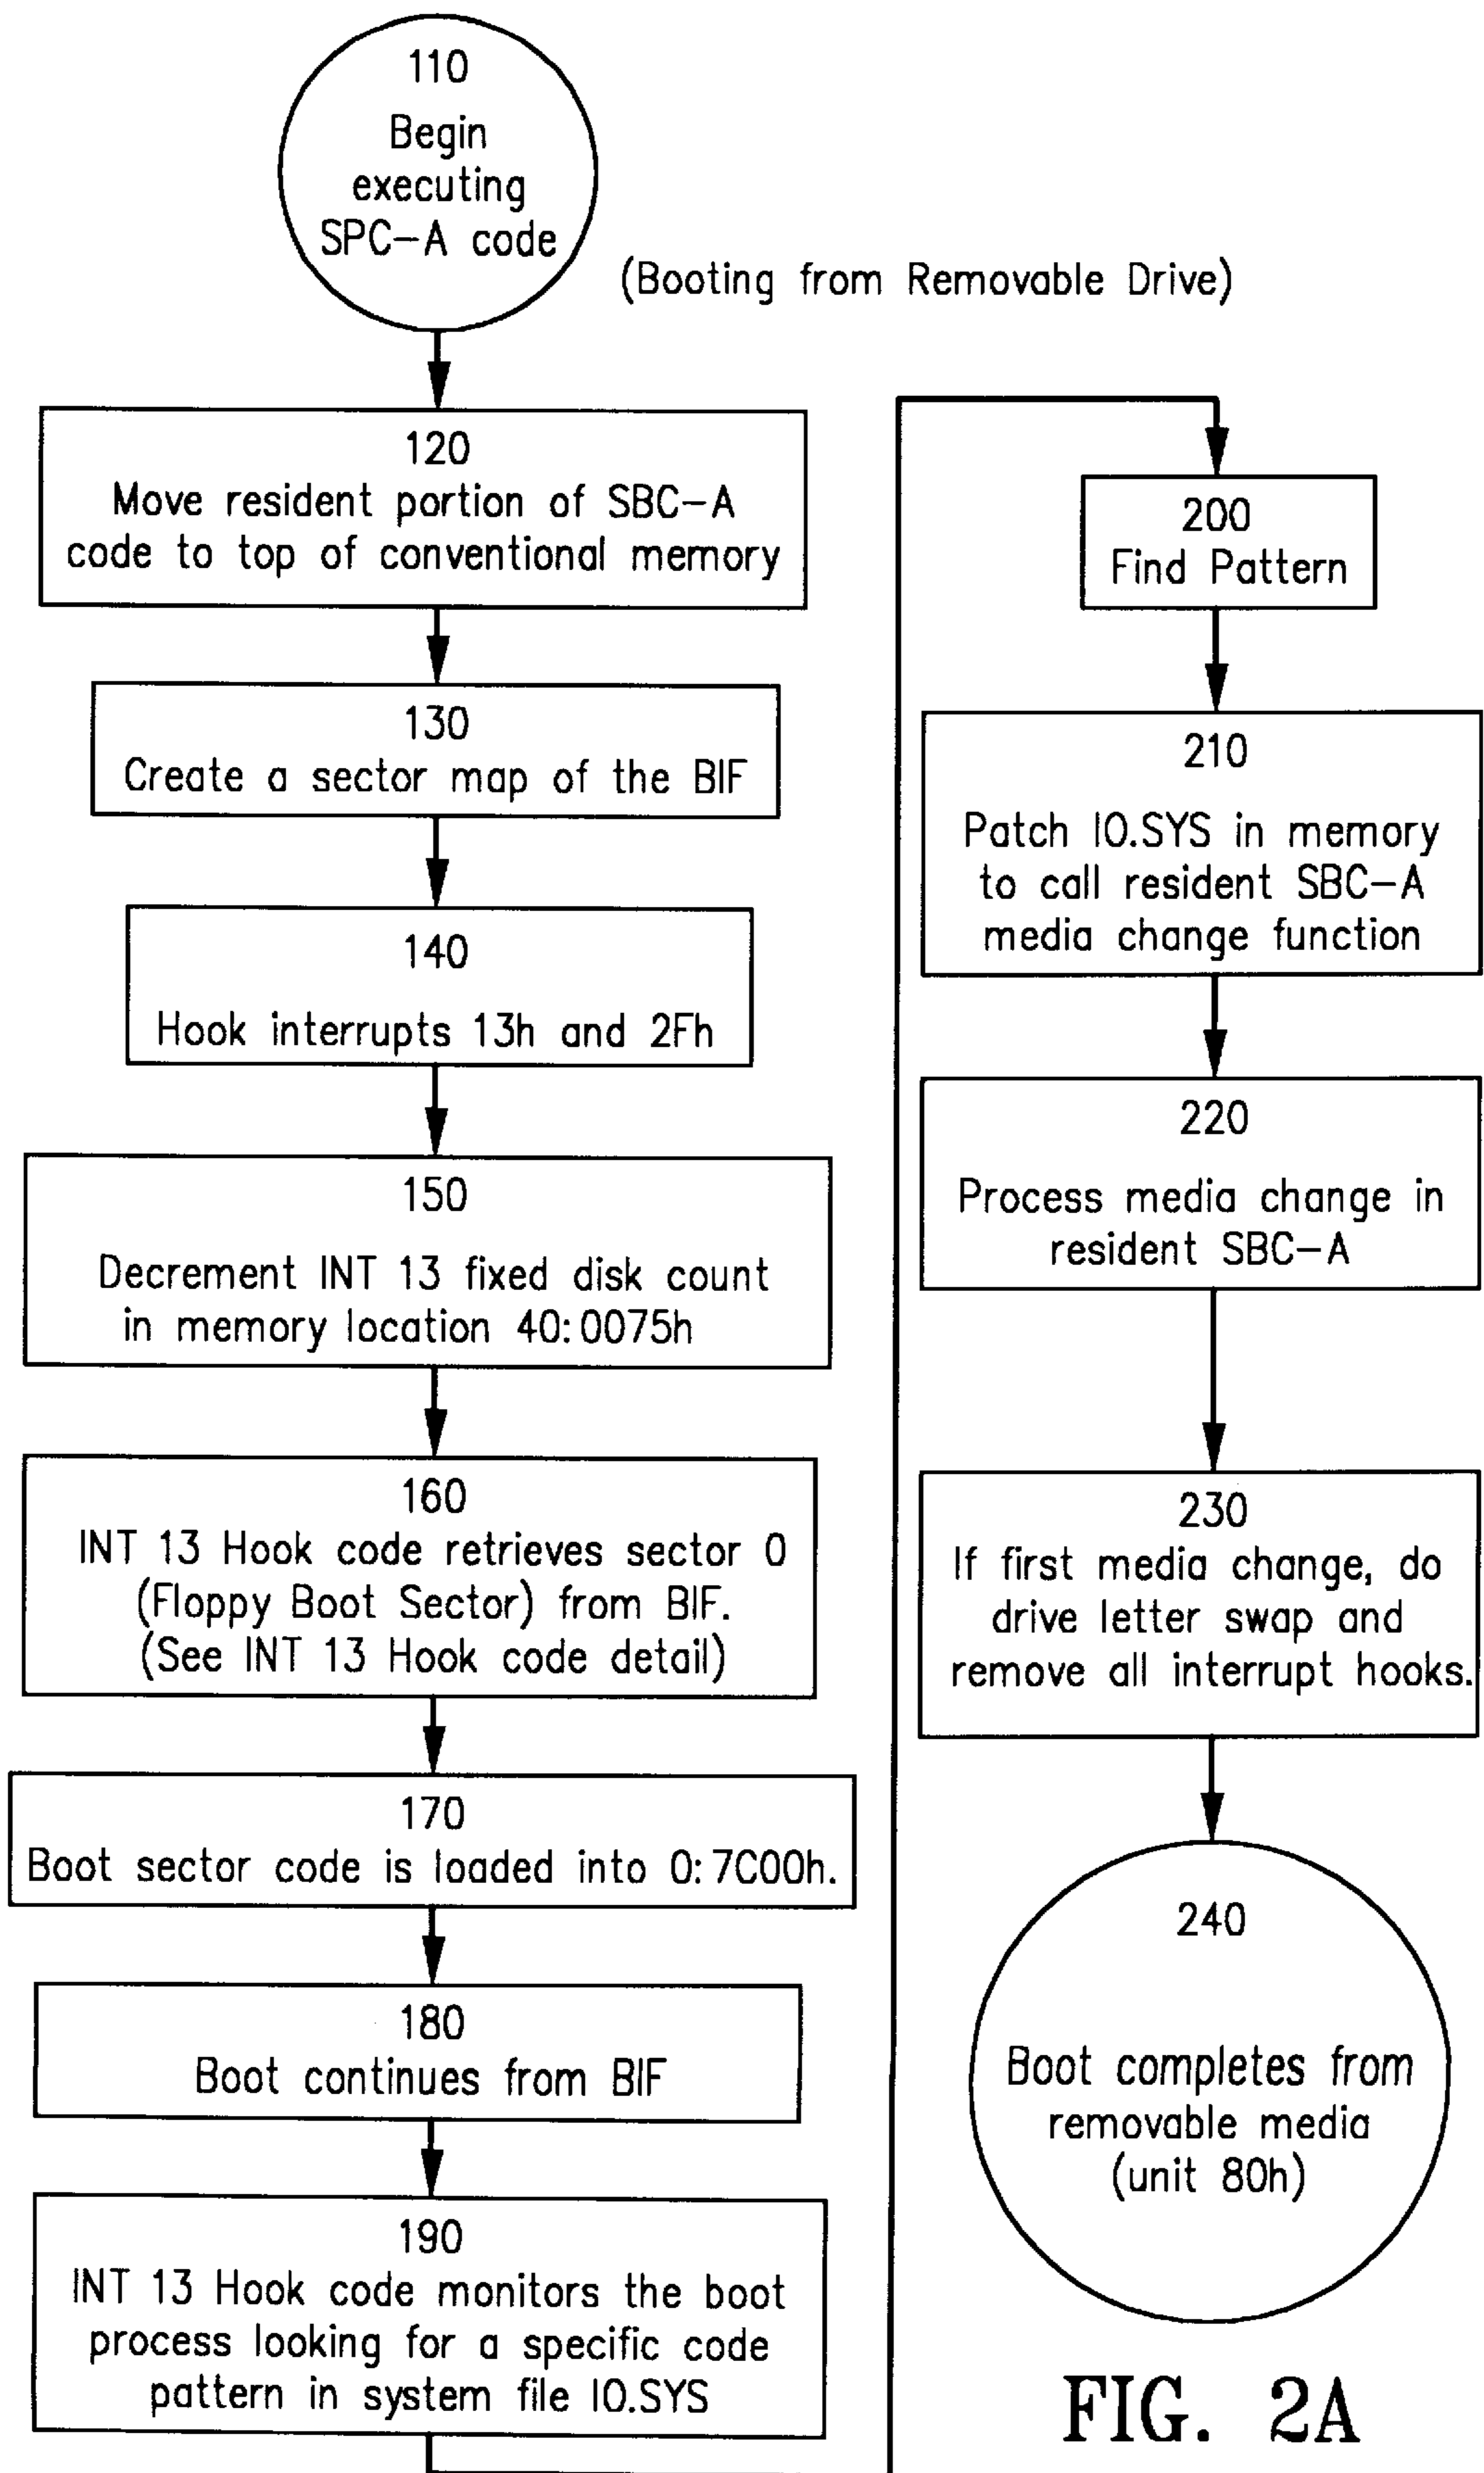 110
Begin
executing
SPC-A code
(Booting from Removable Drive)
120
Move resident portion of SBC-A
code to top of conventional memory
130
Create a sector map of the BIF
140
Hook interrupts 13h and 2Fh
150
Decrement INT 13 fixed disk count
in memory location 40:0075h
160
INT 13 Hook code retrieves sector 0
(Floppy Boot Sector) from BIF.
(See INT 13 Hook code detail)
170
Boot sector code is loaded into 0:7C00h.
180
Boot continues from BIF
190
INT 13 Hook code monitors the boot
process looking for a specific code
pattern in system file IO.SYS
200
Find Pattern
210
Patch IO.SYS in memory
to call resident SBC-A
media change function
220
Process media change in
resident SBC-A
230
If first media change, do
drive letter swap and
remove all interrupt hooks.
240
Boot completes from
removable media
(unit 80h)
FIG. 2A